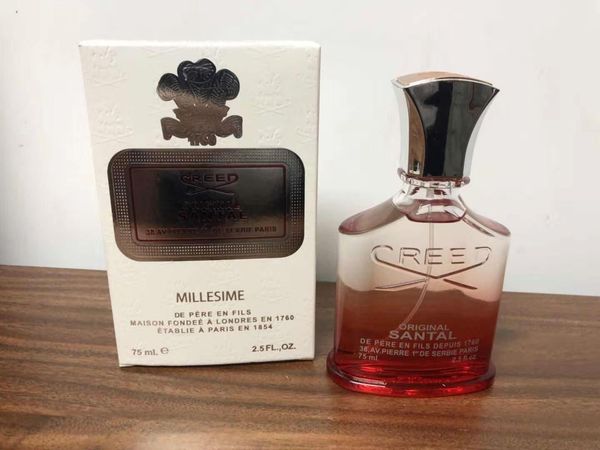 CREED
ORIGINAL
SANTAL
38, AV. PIERRE 1ᵉʳ DE SERBIE PARIS
MILLESIME
DE PÈRE EN FILS
MAISON FONDEÈ À LONDRES EN 1760
ÉTABLIE À PARIS EN 1854
75 mL ℮ 2.5 FL.,OZ.
CREED
ORIGINAL
SANTAL
DE PÈRE EN FILS DEPUIS 1760
38, AV. PIERRE 1ᵉʳ DE SERBIE PARIS
75 ml 2.5 fl.oz.